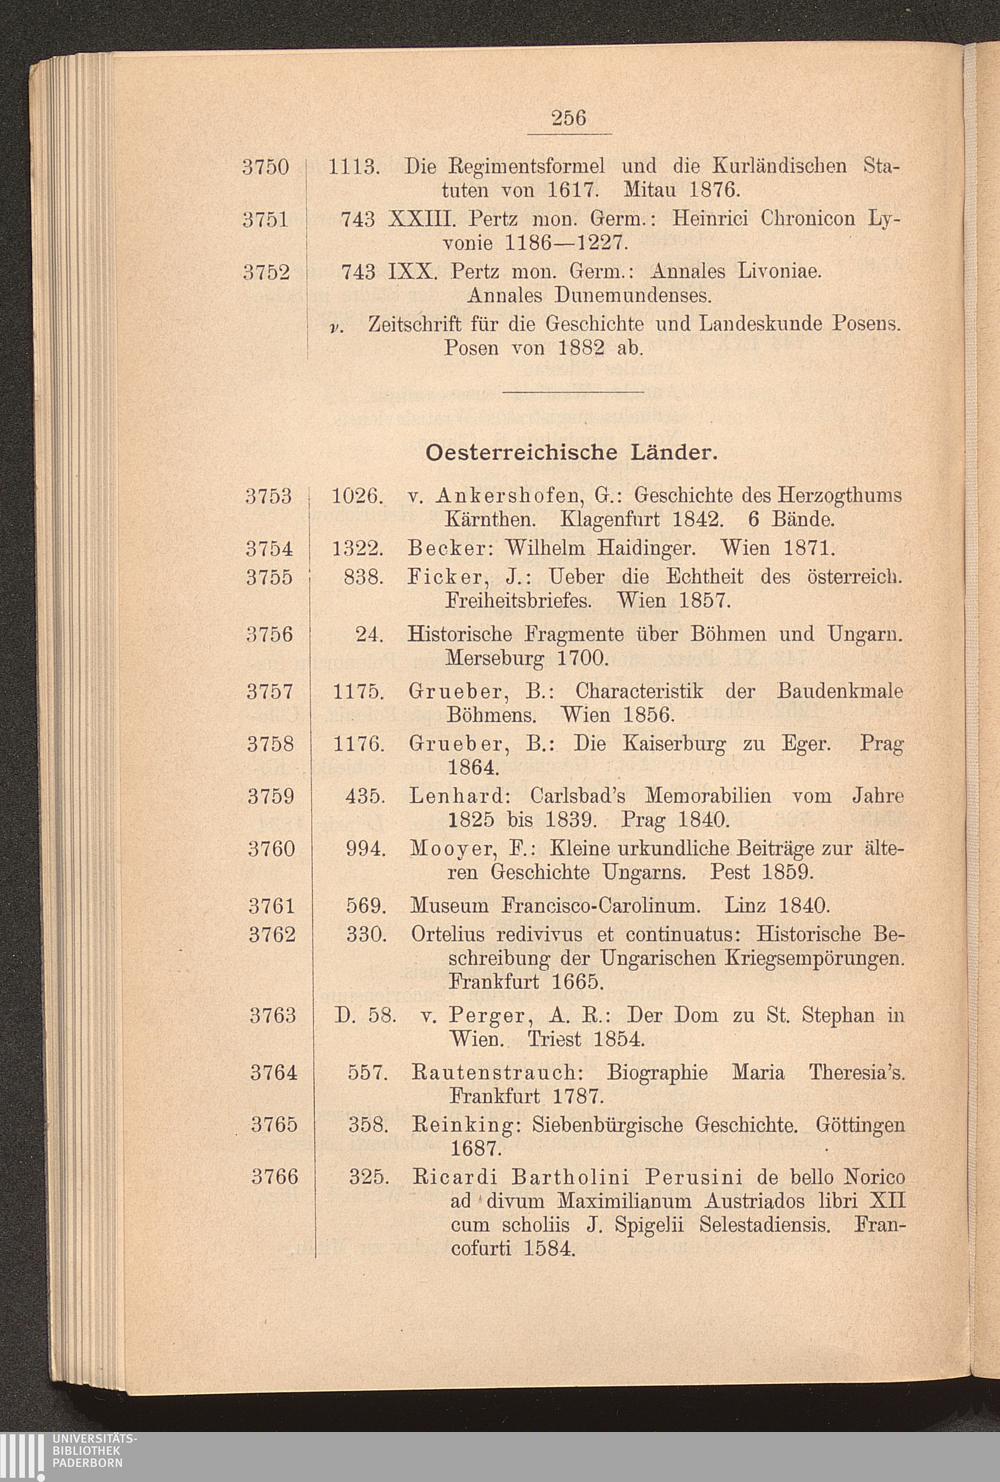 256
3750 1113. Die Regimentsformel und die Kurländischen Sta-
tuten von 1617. Mitau 1876.
3751 743 XXIII. Pertz mon. Germ.: Heinrici Chronicon Ly-
vonie 1186—1227.
3752 743 IXX. Pertz mon. Germ.: Annales Livoniae.
Annales Dunemundenses.
v. Zeitschrift für die Geschichte und Landeskunde Posens.
Posen von 1882 ab.
Oesterreichische Länder.
3753 1026. v. Ankershofen, G.: Geschichte des Herzogthums
Kärnthen. Klagenfurt 1842. 6 Bände.
3754 1322. Becker: Wilhelm Haidinger. Wien 1871.
3755 838. Ficker, J.: Ueber die Echtheit des österreich.
Freiheitsbriefes. Wien 1857.
3756 24. Historische Fragmente über Böhmen und Ungarn.
Merseburg 1700.
3757 1175. Grueber, B.: Characteristik der Baudenkmale
Böhmens. Wien 1856.
3758 1176. Grueber, B.: Die Kaiserburg zu Eger. Prag
1864.
3759 435. Lenhard: Carlsbad's Memorabilien vom Jahre
1825 bis 1839. Prag 1840.
3760 994. Mooyer, F.: Kleine urkundliche Beiträge zur älte-
ren Geschichte Ungarns. Pest 1859.
3761 569. Museum Francisco-Carolinum. Linz 1840.
3762 330. Ortelius redivivus et continuatus: Historische Be-
schreibung der Ungarischen Kriegsempörungen.
Frankfurt 1665.
3763 D. 58. v. Perger, A. R.: Der Dom zu St. Stephan in
Wien. Triest 1854.
3764 557. Rautenstrauch: Biographie Maria Theresia's.
Frankfurt 1787.
3765 358. Reinking: Siebenbürgische Geschichte. Göttingen
1687.
3766 325. Ricardi Bartholini Perusini de bello Norico
ad divum Maximilianum Austriados libri XII
cum scholiis J. Spigelii Selestadiensis. Fran-
cofurti 1584.
UNIVERSITÄTS-
BIBLIOTHEK
PADERBORN